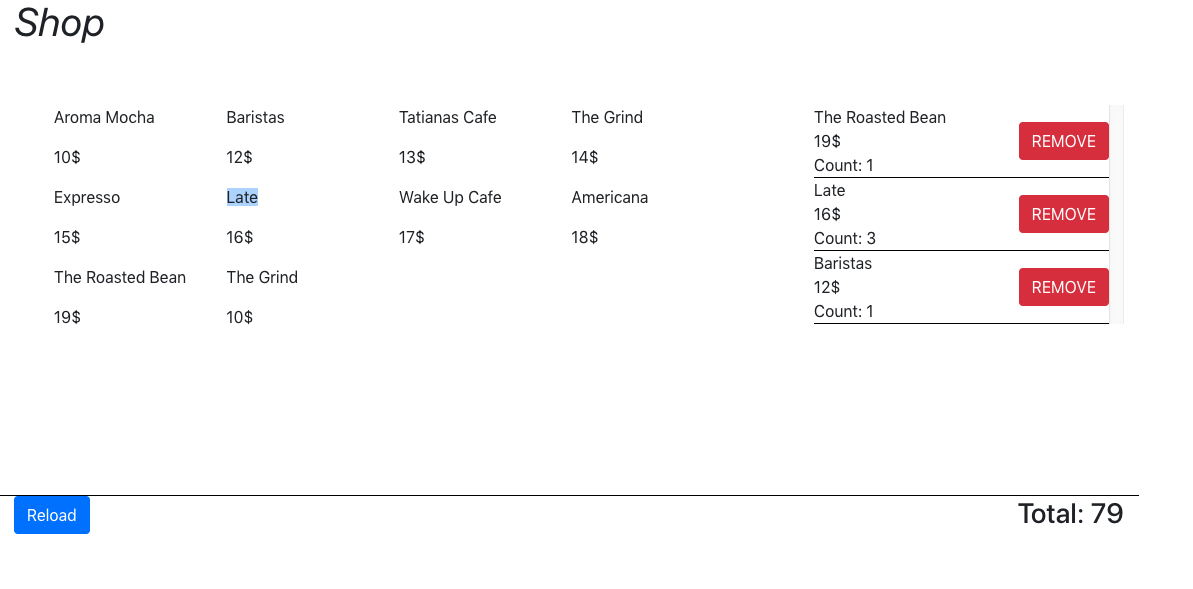 Shop
Aroma Mocha
10$
Baristas
12$
Tatianas Cafe
13$
The Grind
14$
Expresso
15$
Late
16$
Wake Up Cafe
17$
Americana
18$
The Roasted Bean
19$
The Grind
10$
The Roasted Bean
19$
Count: 1
REMOVE
Late
16$
Count: 3
REMOVE
Baristas
12$
Count: 1
REMOVE
Reload
Total: 79